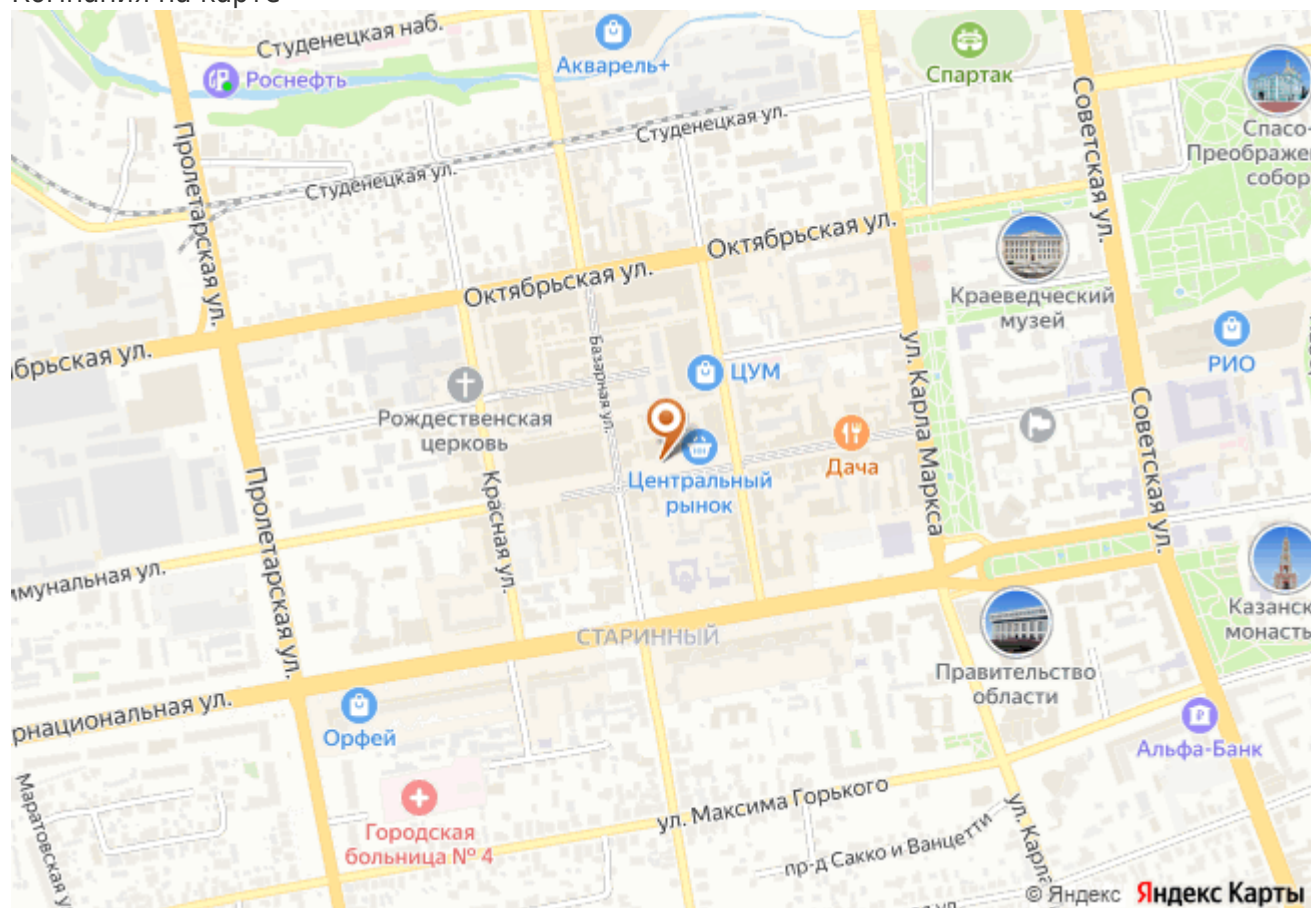 Студенецкая наб.
Роснефть
Акварель+
Спартак
Студенецкая ул.
Студенецкая ул.
Пролетарская ул.
Советская ул.
Спасо-
Преображе
собор
Октябрьская ул.
Октябрьская ул.
Краеведческий
музей
РИО
брьская ул.
Базарная ул.
ЦУМ
ул. Карла Маркса
Рождественская
церковь
Дача
Центральный
рынок
Советская ул.
Пролетарская ул.
Красная ул.
ммунальная ул.
СТАРИННЫЙ
Правительство
области
Казанск
монасты
рнациональная ул.
Орфей
Альфа-Банк
Маратовская у
Городская
больница № 4
ул. Максима Горького
пр-д Сакко и Ванцетти
ул. Карла
© Яндекс Яндекс Карты